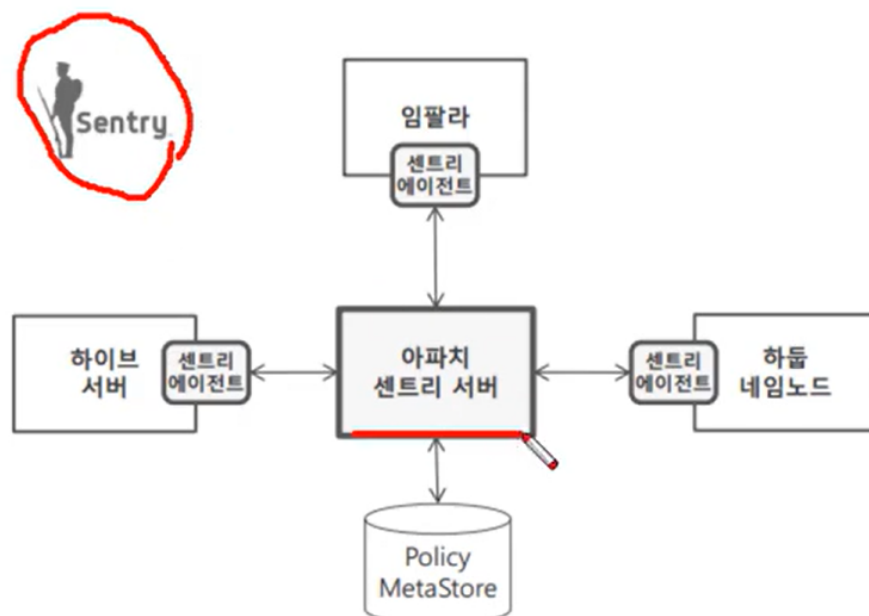 Sentry
임팔라
센트리
에이전트
하이브
서버
센트리
에이전트
아파치
센트리 서버
센트리
에이전트
하둡
네임노드
Policy
MetaStore